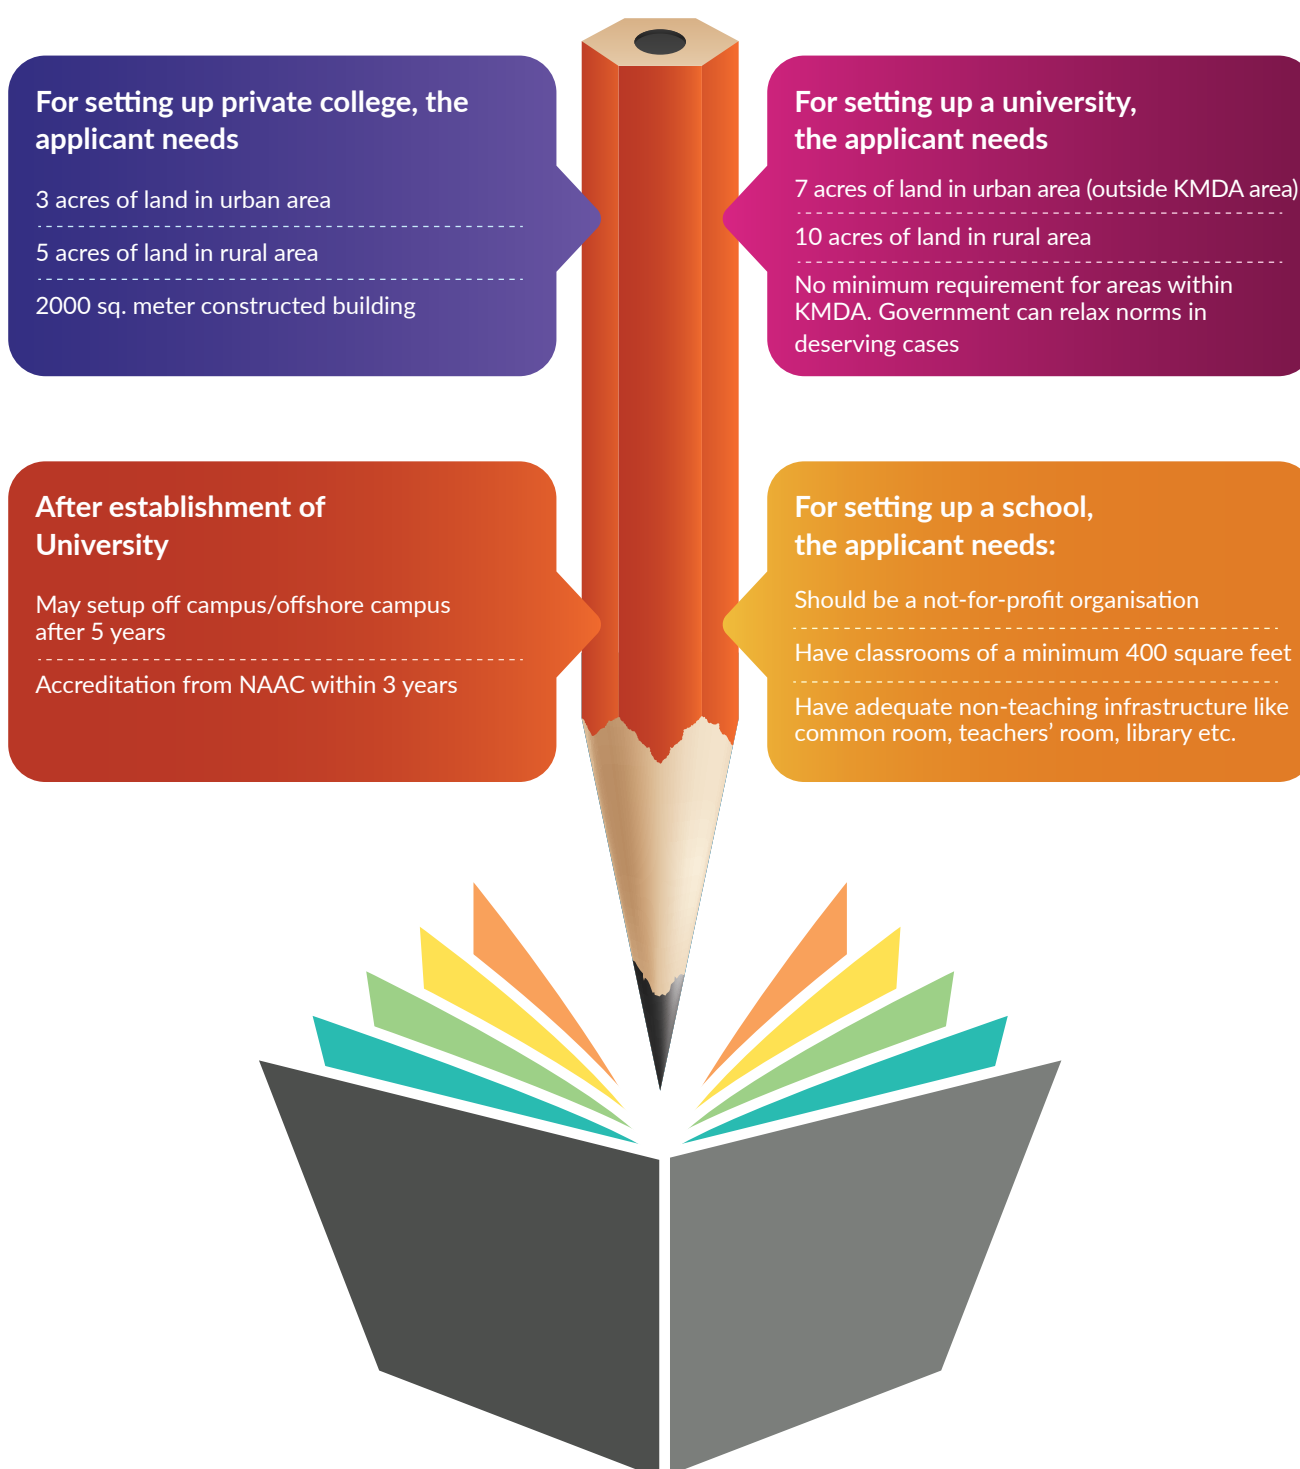 For setting up private college, the
applicant needs
3 acres of land in urban area
5 acres of land in rural area
2000 sq. meter constructed building
For setting up a university,
the applicant needs
7 acres of land in urban area (outside KMDA area)
10 acres of land in rural area
No minimum requirement for areas within
KMDA. Government can relax norms in
deserving cases
After establishment of
University
May setup off campus/offshore campus
after 5 years
Accreditation from NAAC within 3 years
For setting up a school,
the applicant needs:
Should be a not-for-profit organisation
Have classrooms of a minimum 400 square feet
Have adequate non-teaching infrastructure like
common room, teachers’ room, library etc.